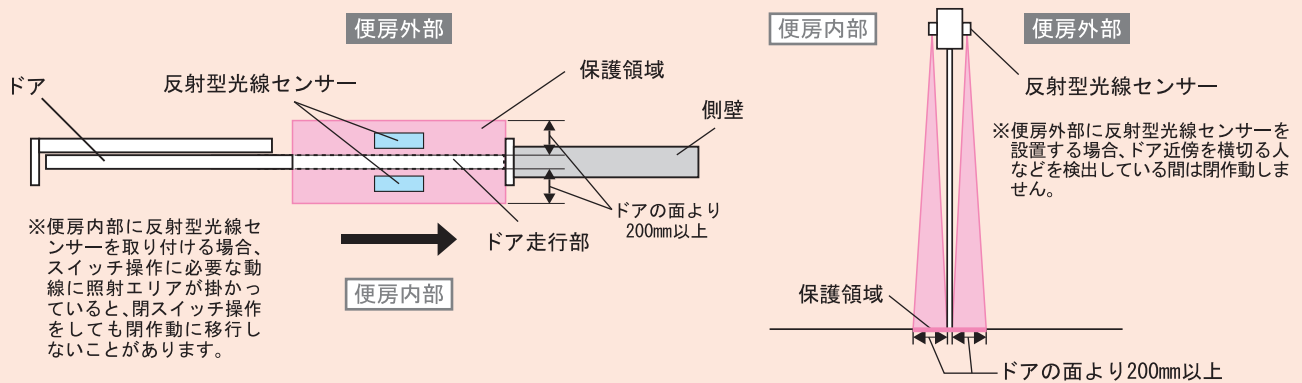 便房外部
ドア
反射型光線センサー
保護領域
側壁
ドアの面より
200mm以上
ドア走行部
便房内部
※便房内部に反射型光線セ
ンサーを取り付ける場合、
スイッチ操作に必要な動
線に照射エリアが掛かっ
ていると、閉スイッチ操作
をしても閉作動に移行し
ないことがあります。
便房内部
便房外部
反射型光線センサー
※便房外部に反射型光線センサーを
設置する場合、ドア近傍を横切る人
などを検出している間は閉作動しま
せん。
保護領域
ドアの面より200mm以上